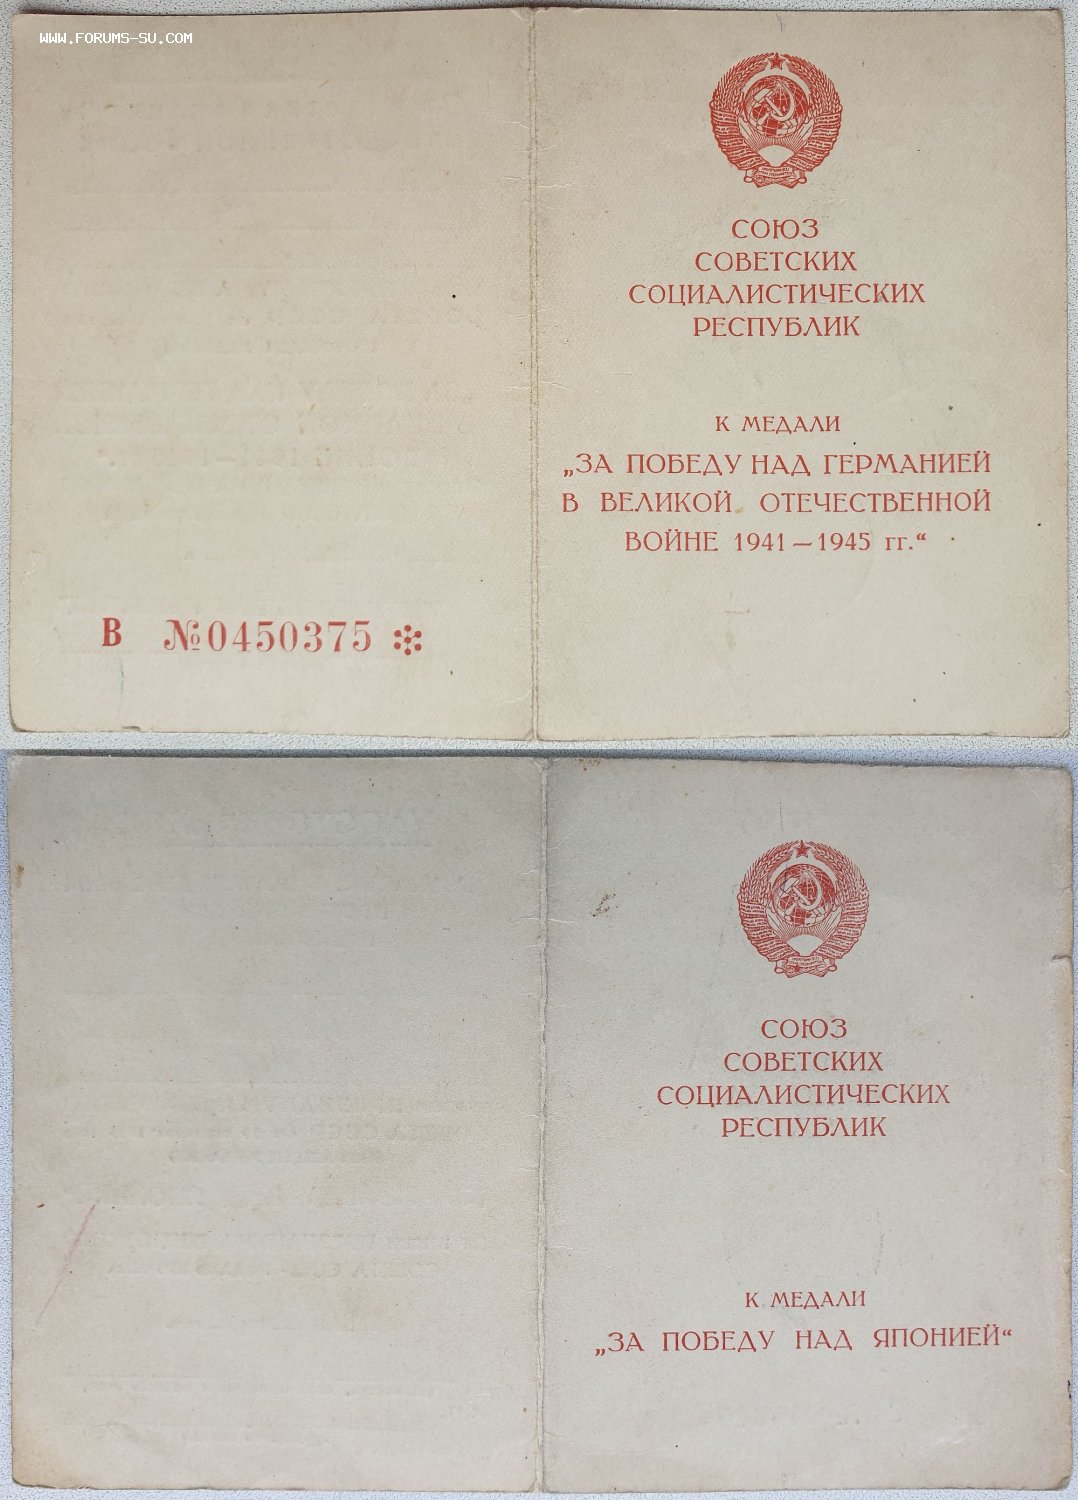 WWW.FORUMS-SU.COM
СОЮЗ
СОВЕТСКИХ
СОЦИАЛИСТИЧЕСКИХ
РЕСПУБЛИК
К МЕДАЛИ
„ЗА ПОБЕДУ НАД ГЕРМАНИЕЙ
В ВЕЛИКОЙ ОТЕЧЕСТВЕННОЙ
ВОЙНЕ 1941—1945 гг.“
В №0450375
СОЮЗ
СОВЕТСКИХ
СОЦИАЛИСТИЧЕСКИХ
РЕСПУБЛИК
К МЕДАЛИ
„ЗА ПОБЕДУ НАД ЯПОНИЕЙ“